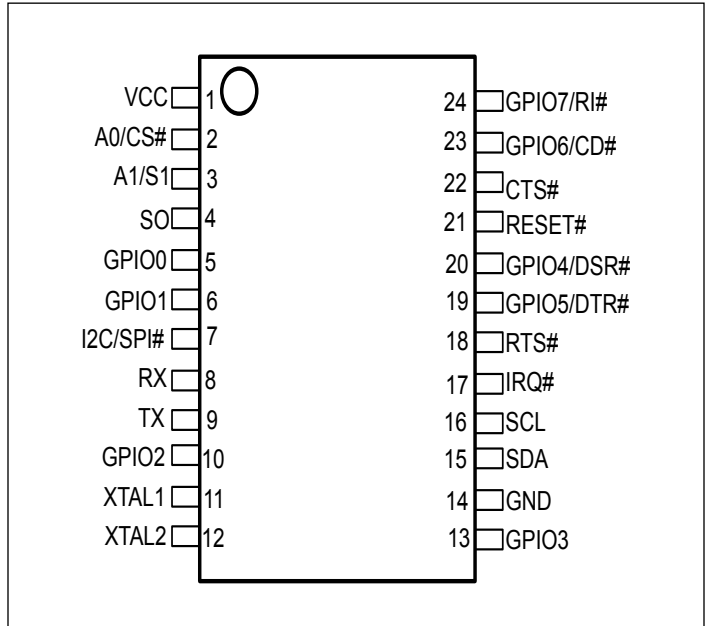 VCC 1 24 GPIO7/RI#
A0/CS# 2 23 GPIO6/CD#
A1/S1 3 22 CTS#
SO 4 21 RESET#
GPIO0 5 20 GPIO4/DSR#
GPIO1 6 19 GPIO5/DTR#
I2C/SPI# 7 18 RTS#
RX 8 17 IRQ#
TX 9 16 SCL
GPIO2 10 15 SDA
XTAL1 11 14 GND
XTAL2 12 13 GPIO3